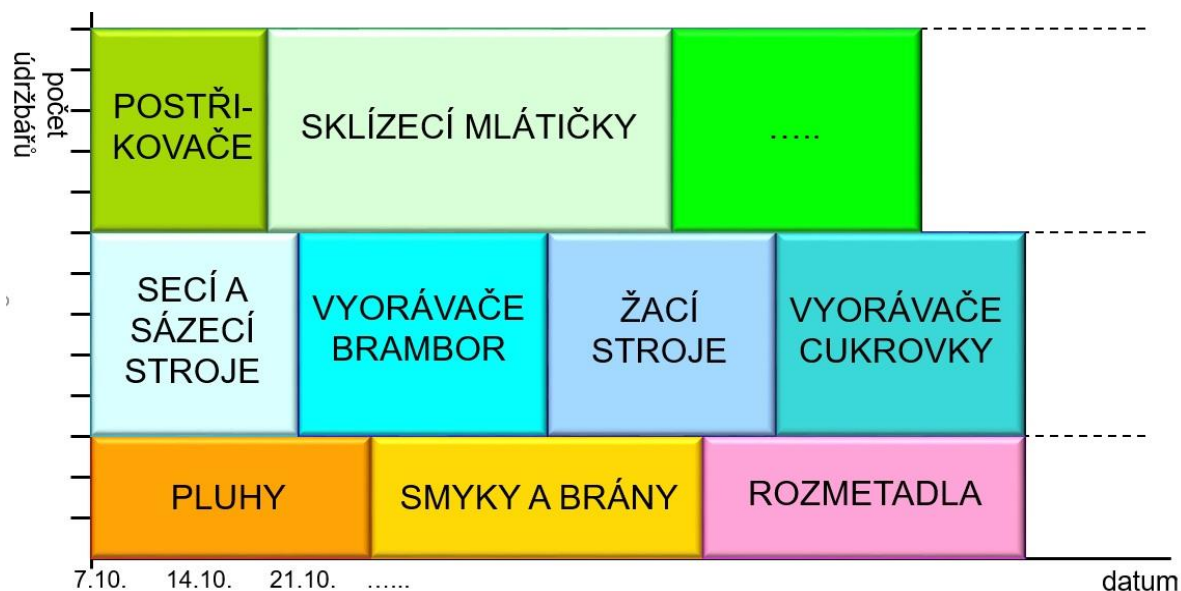 počet
údržbářů
POSTŘI-
KOVAČE
SKLÍZECÍ MLÁTIČKY
.....
SECÍ A
SÁZECÍ
STROJE
VYORÁVAČE
BRAMBOR
ŽACÍ
STROJE
VYORÁVAČE
CUKROVKY
PLUHY
SMYKY A BRÁNY
ROZMETADLA
7.10. 14.10. 21.10. ......
datum